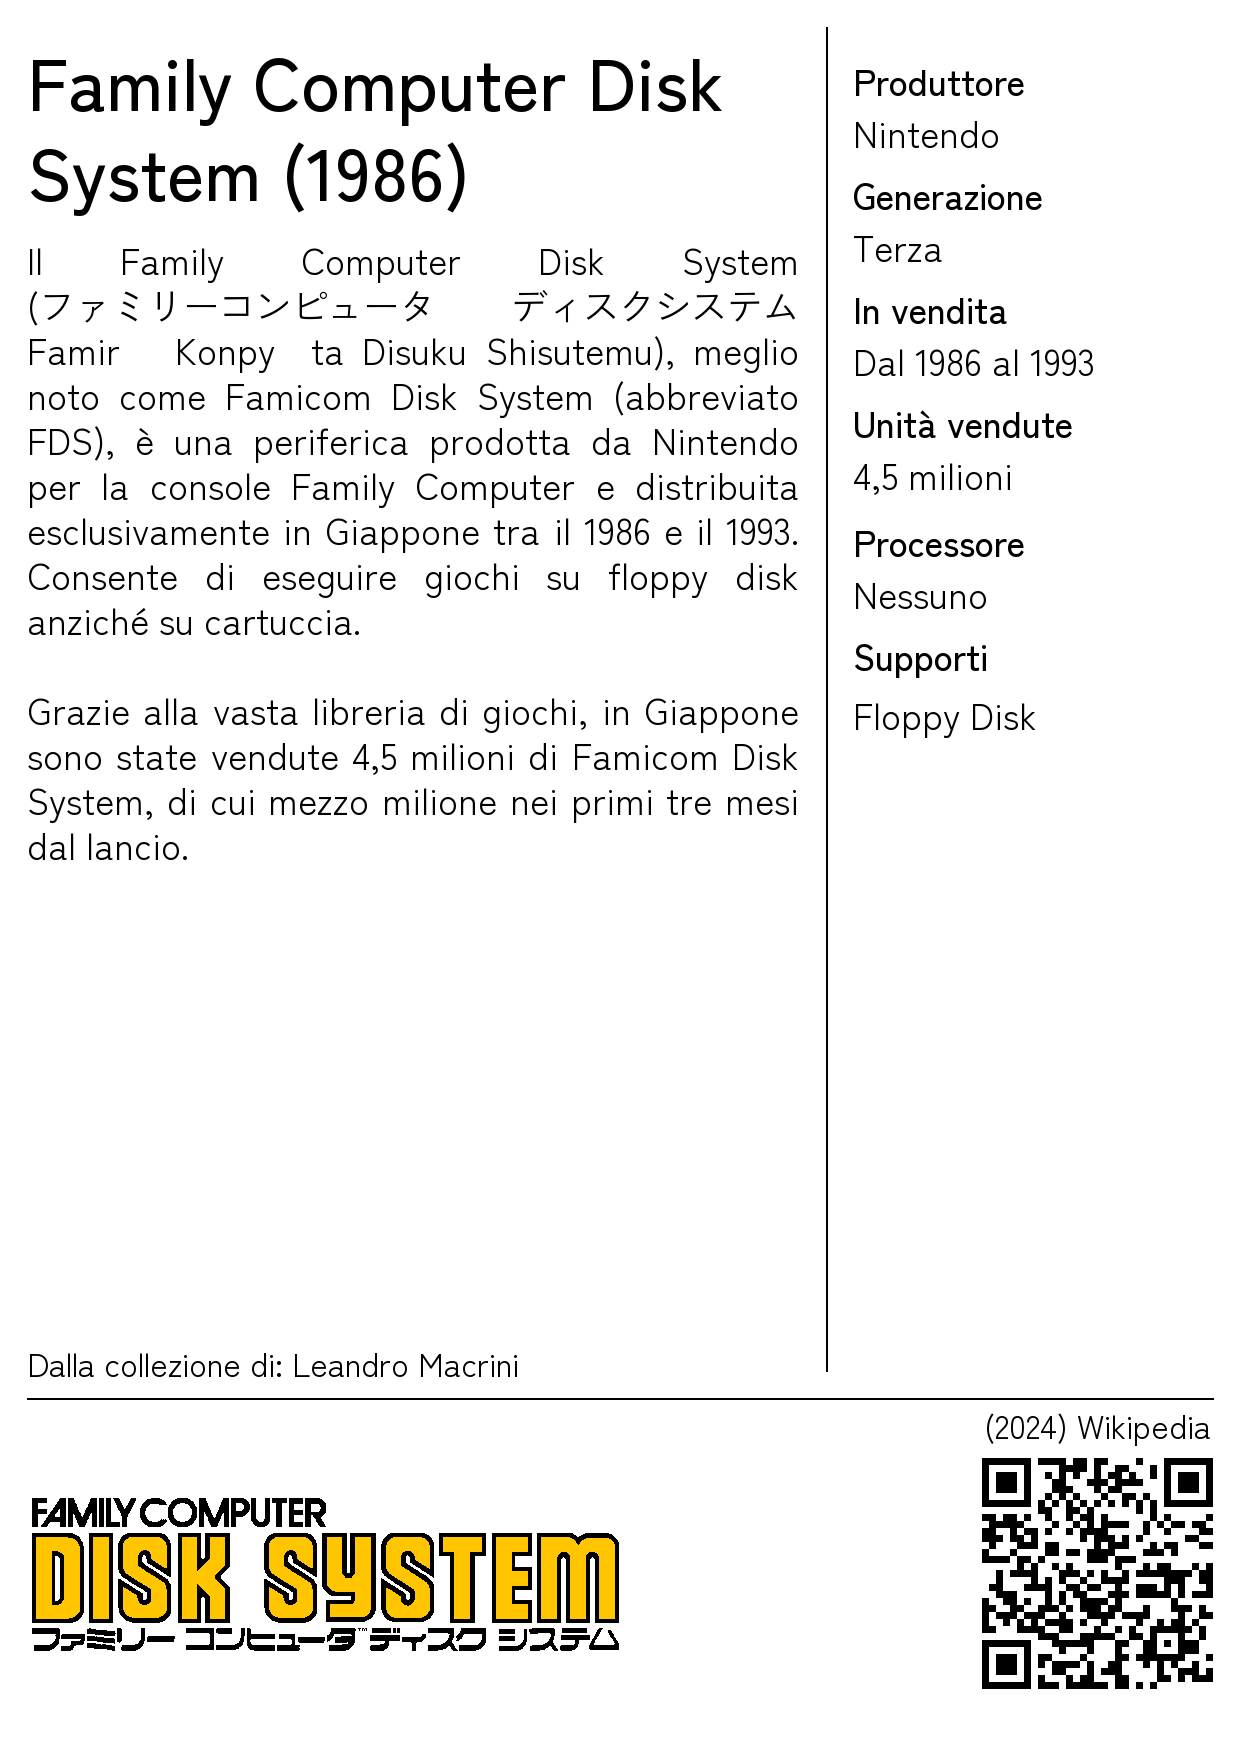 Family Computer Disk
System (1986)
Il Family Computer Disk System
(ファミリーコンピュータ ディスクシステム
Famir Konpy ta Disuku Shisutemu), meglio
noto come Famicom Disk System (abbreviato
FDS), è una periferica prodotta da Nintendo
per la console Family Computer e distribuita
esclusivamente in Giappone tra il 1986 e il 1993.
Consente di eseguire giochi su floppy disk
anziché su cartuccia.
Grazie alla vasta libreria di giochi, in Giappone
sono state vendute 4,5 milioni di Famicom Disk
System, di cui mezzo milione nei primi tre mesi
dal lancio.
Dalla collezione di: Leandro Macrini
Produttore
Nintendo
Generazione
Terza
In vendita
Dal 1986 al 1993
Unità vendute
4,5 milioni
Processore
Nessuno
Supporti
Floppy Disk
(2024) Wikipedia
FAMILY COMPUTER
DISK SYSTEM
ファミリー コンピュータ™ ディスク システム